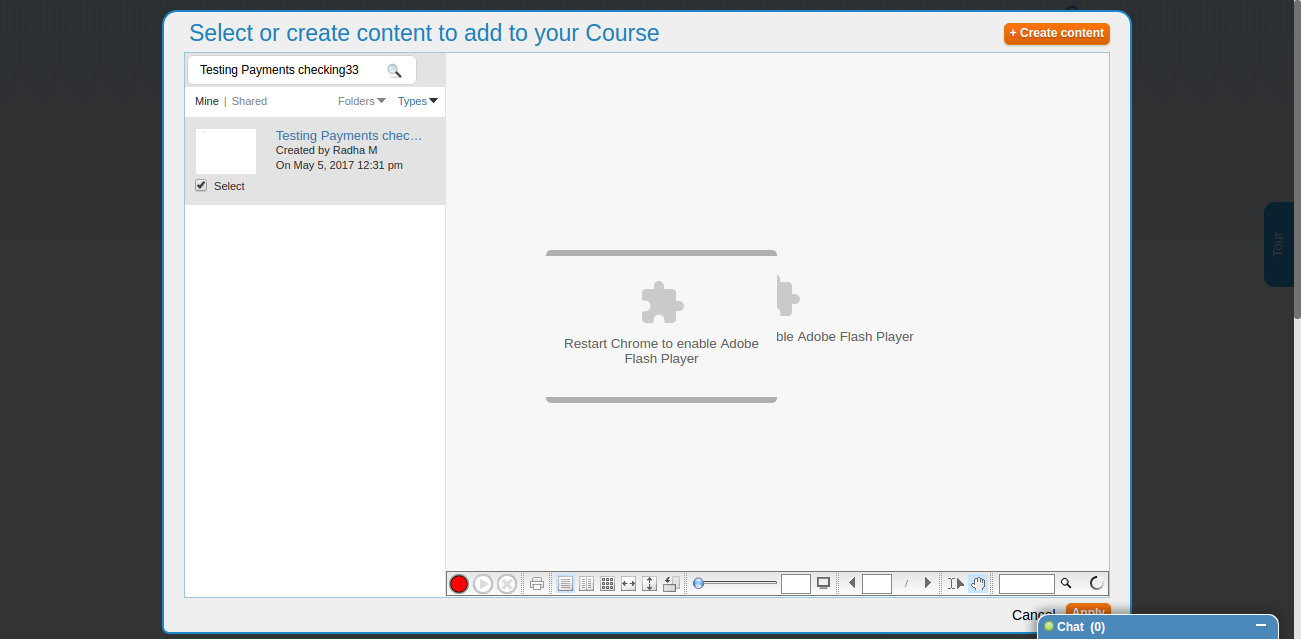 Select or create content to add to your Course
+ Create content
Testing Payments checking33
Mine | Shared
Folders
Types
Testing Payments chec...
Created by Radha M
On May 5, 2017 12:31 pm
Select
Restart Chrome to enable Adobe
Flash Player
ble Adobe Flash Player
/
Tour
Cancel
Apply
Chat (0)